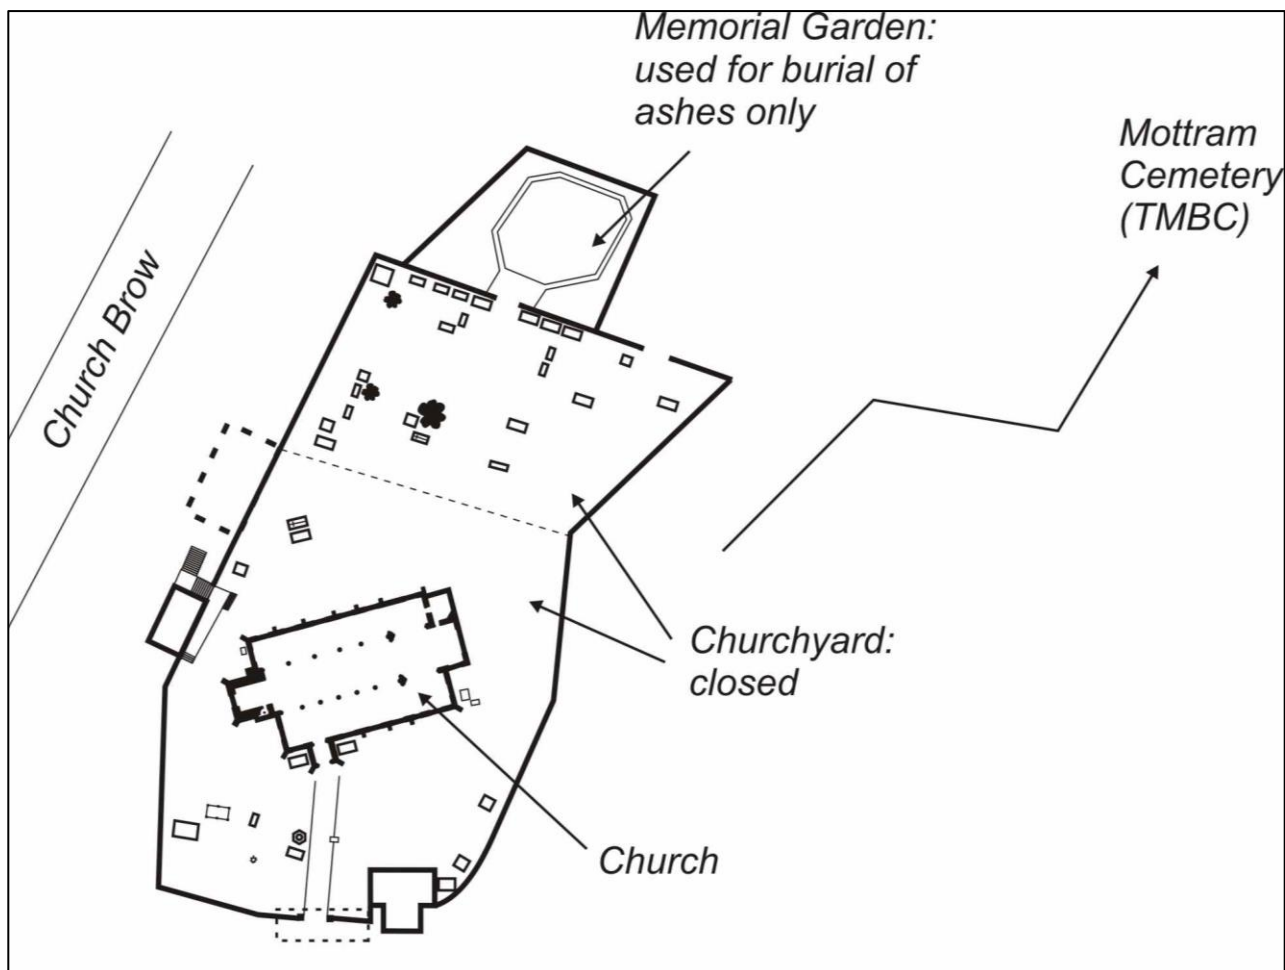 Memorial Garden:
used for burial of
ashes only
Mottram
Cemetery
(TMBC)
Church Brow
Churchyard:
closed
Church